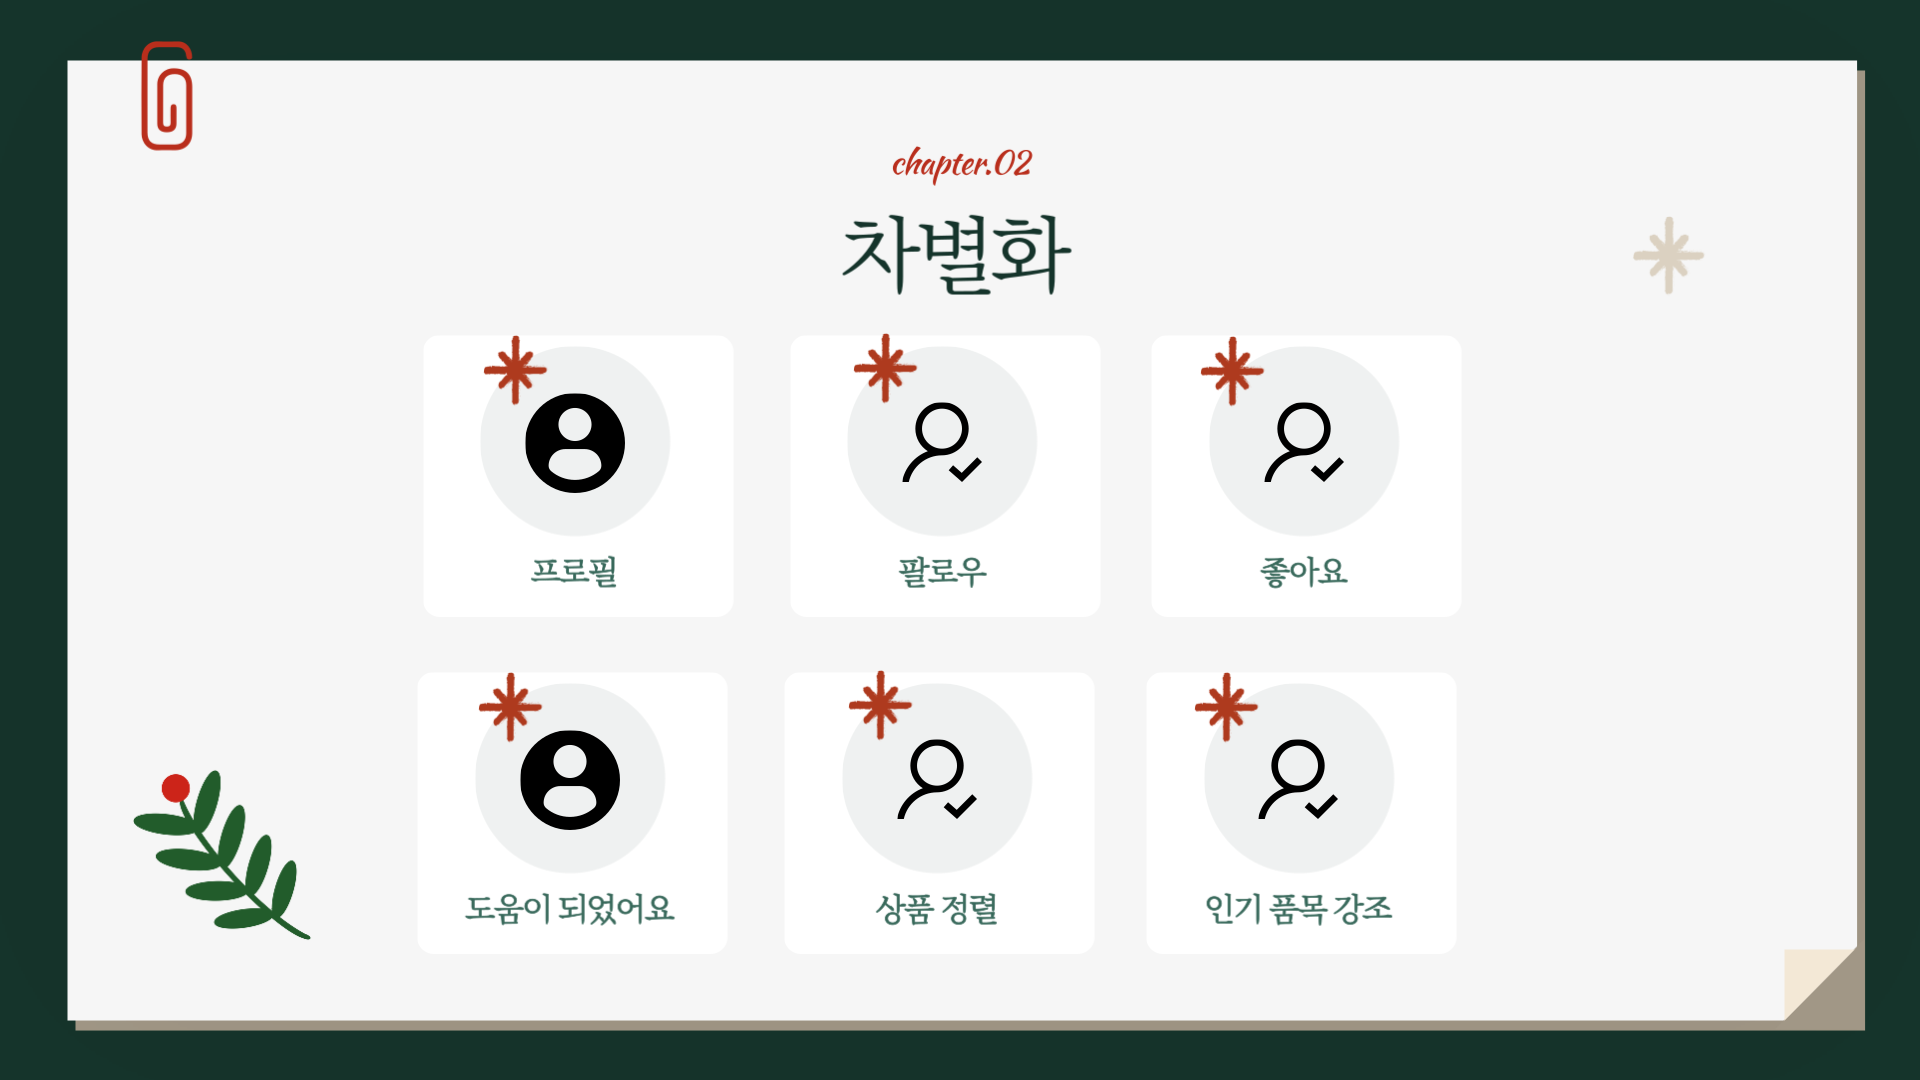 chapter.02
차별화
프로필
팔로우
좋아요
도움이 되었어요
상품 정렬
인기 품목 강조